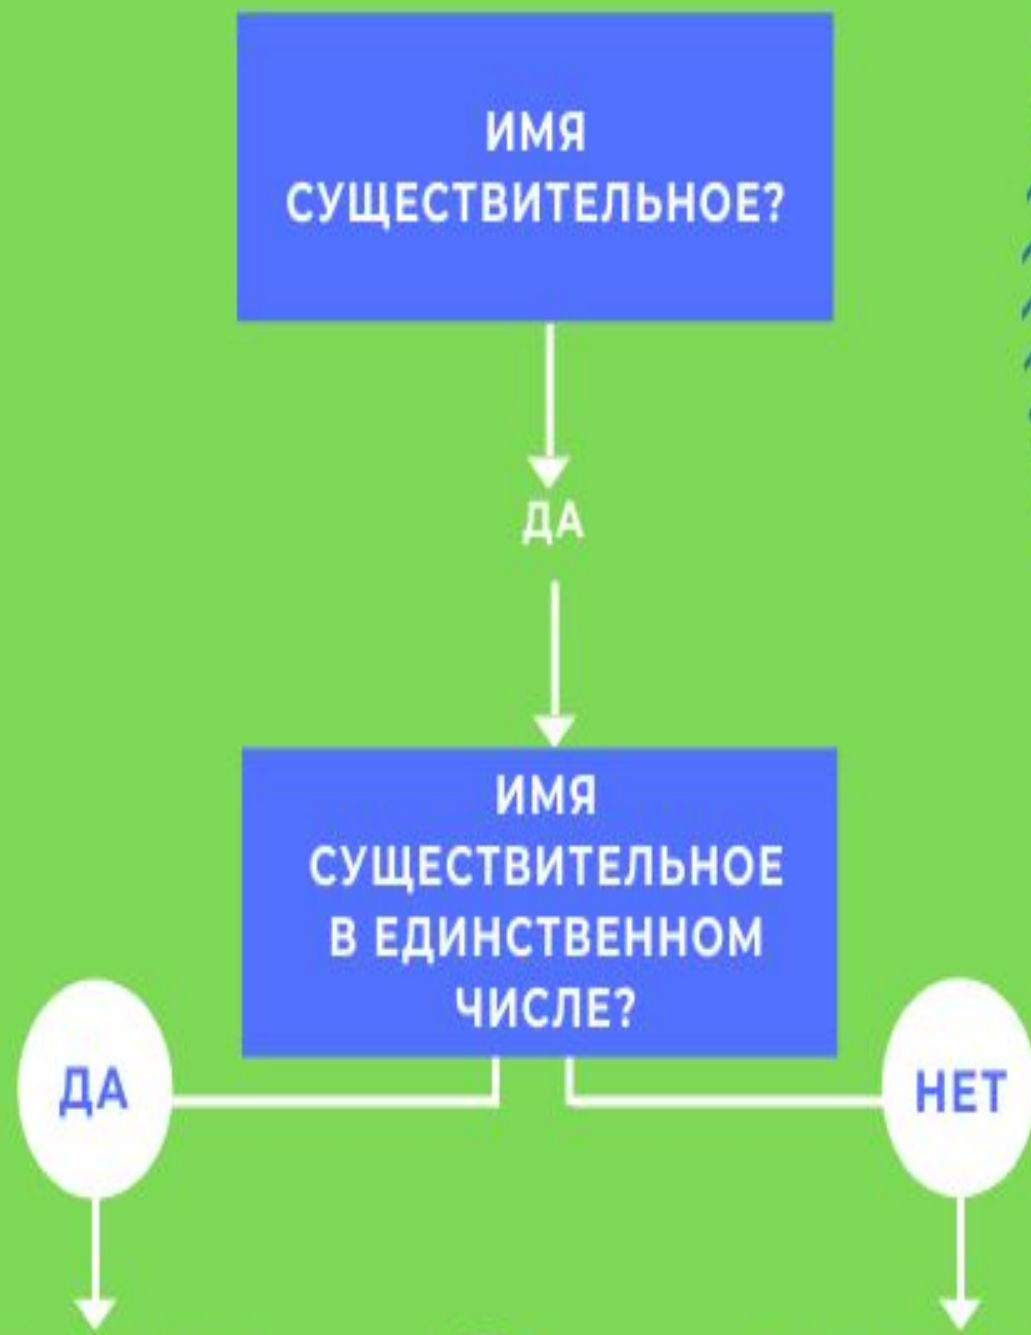 ИМЯ
СУЩЕСТВИТЕЛЬНОЕ?
ДА
ИМЯ
СУЩЕСТВИТЕЛЬНОЕ
В ЕДИНСТВЕННОМ
ЧИСЛЕ?
ДА
НЕТ